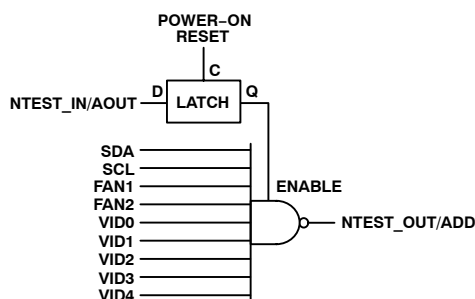 POWER–ON
RESET
C
D
Q
NTEST_IN/AOUT
LATCH
SDA
SCL
FAN1
ENABLE
FAN2
VID0
NTEST_OUT/ADD
VID1
VID2
VID3
VID4